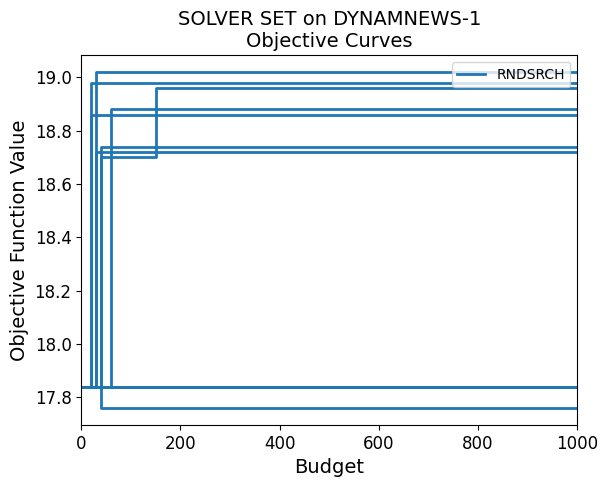 SOLVER SET on DYNAMNEWS-1
Objective Curves
RNDSRCH
Objective Function Value
19.0
18.8
18.6
18.4
18.2
18.0
17.8
0 200 400 600 800 1000
Budget